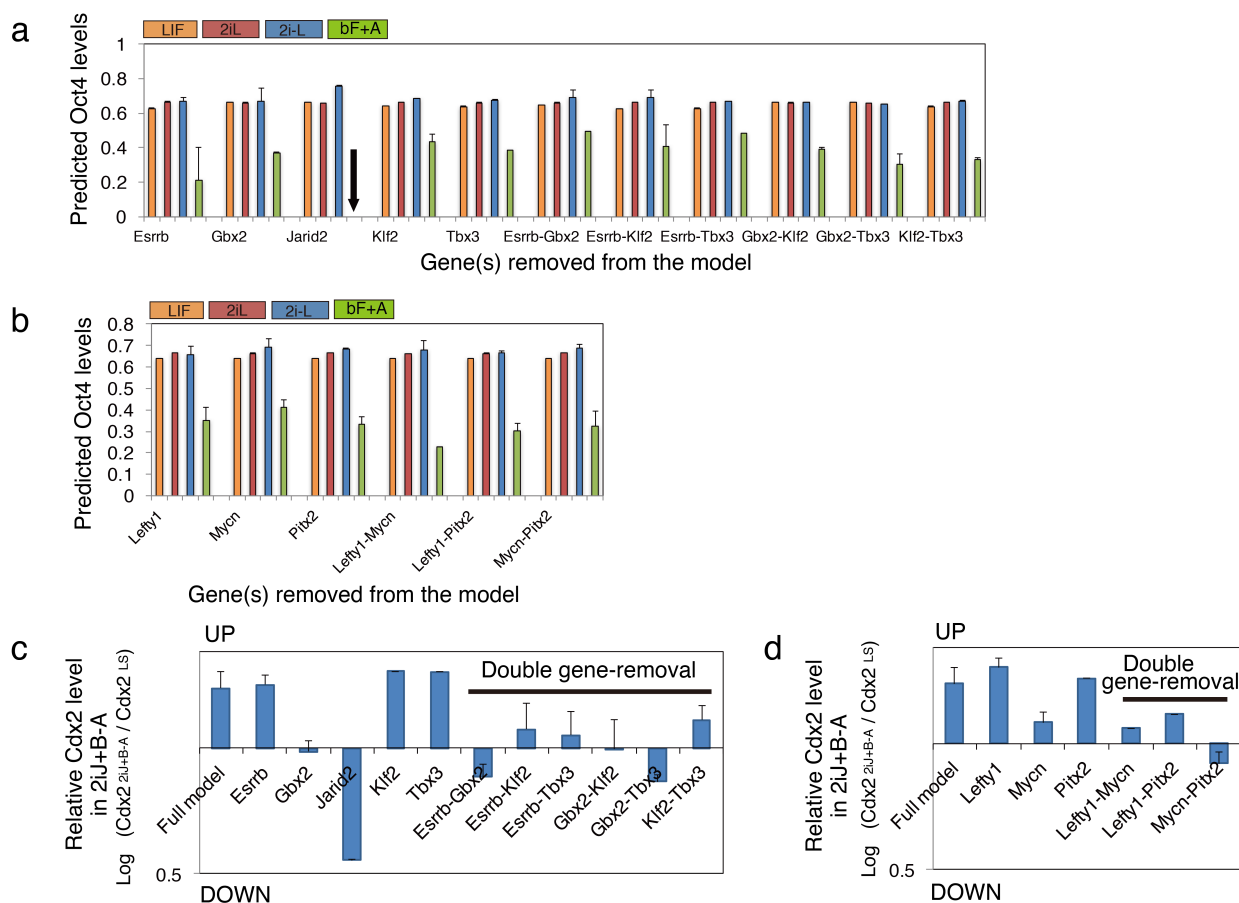 a
LIF 2iL 2i-L bF+A
Predicted Oct4 levels
1
0.8
0.6
0.4
0.2
0
Esrrb Gbx2 Jarid2 Klf2 Tbx3 Esrrb-Gbx2 Esrrb-Klf2 Esrrb-Tbx3 Gbx2-Klf2 Gbx2-Tbx3 Klf2-Tbx3
Gene(s) removed from the model
b
LIF 2iL 2i-L bF+A
Predicted Oct4 levels
0.8
0.7
0.6
0.5
0.4
0.3
0.2
0.1
0
Lefty1 Mycn Pitx2 Lefty1-Mycn Lefty1-Pitx2 Mycn-Pitx2
Gene(s) removed from the model
c
UP
Relative Cdx2 level
in 2iJ+B-A
Log (Cdx2 2iJ+B-A / Cdx2 LS)
Double gene-removal
Full model Esrrb Gbx2 Jarid2 Klf2 Tbx3 Esrrb-Gbx2 Esrrb-Klf2 Esrrb-Tbx3 Gbx2-Klf2 Gbx2-Tbx3 Klf2-Tbx3
0.5
DOWN
d
UP
Relative Cdx2 level
in 2iJ+B-A
Log (Cdx2 2iJ+B-A / Cdx2 LS)
Double
gene-removal
Full model Lefty1 Mycn Pitx2 Lefty1-Mycn Lefty1-Pitx2 Mycn-Pitx2
0.5
DOWN